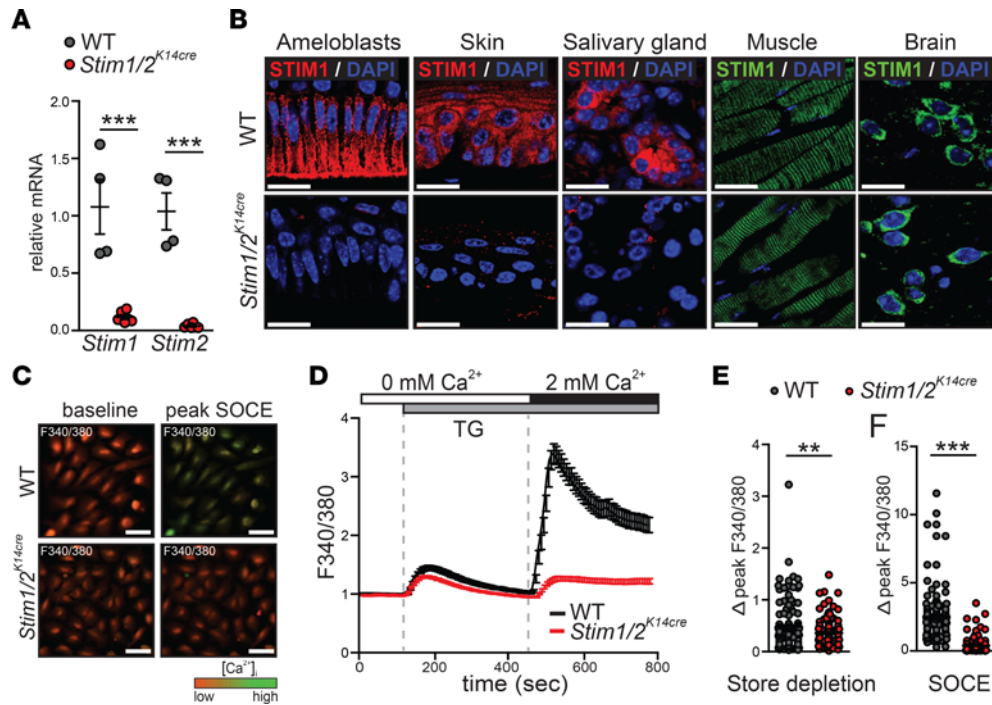 A
WT
Stim1/2K14cre
relative mRNA
2.0
1.5
1.0
0.5
0.0
***
***
Stim1 Stim2
B
Ameloblasts Skin Salivary gland Muscle Brain
STIM1 / DAPI STIM1 / DAPI STIM1 / DAPI STIM1 / DAPI STIM1 / DAPI
WT
Stim1/2K14cre
C
baseline peak SOCE
F340/380 F340/380
WT
F340/380 F340/380
Stim1/2K14cre
[Ca2+]i
low high
D
0 mM Ca2+ 2 mM Ca2+
TG
F340/380
4
3
2
1
0
200 400 600 800
time (sec)
WT
Stim1/2K14cre
E
WT Stim1/2K14cre
Δ peak F340/380
4
3
2
1
0
**
Store depletion
F
Δ peak F340/380
15
10
5
0
***
SOCE